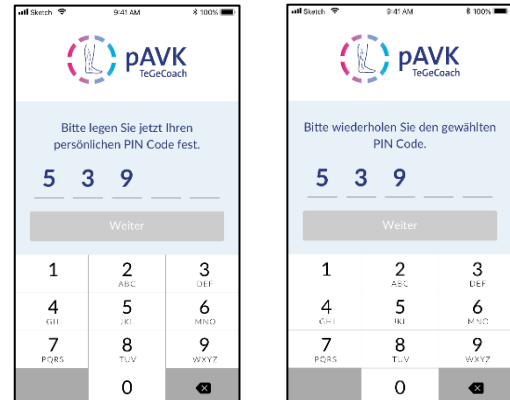 Sketch 9:41 AM 100%
pAVK
TeGeCoach
Bitte legen Sie jetzt Ihren
persönlichen PIN Code fest.
5 3 9
Weiter
1 2 3
ABC DEF
4 5 6
GHI JKL MNO
7 8 9
PQRS TUV WXYZ
0
Sketch 9:41 AM 100%
pAVK
TeGeCoach
Bitte wiederholen Sie den gewählten
PIN Code.
5 3 9
Weiter
1 2 3
ABC DEF
4 5 6
GHI JKL MNO
7 8 9
PQRS TUV WXYZ
0